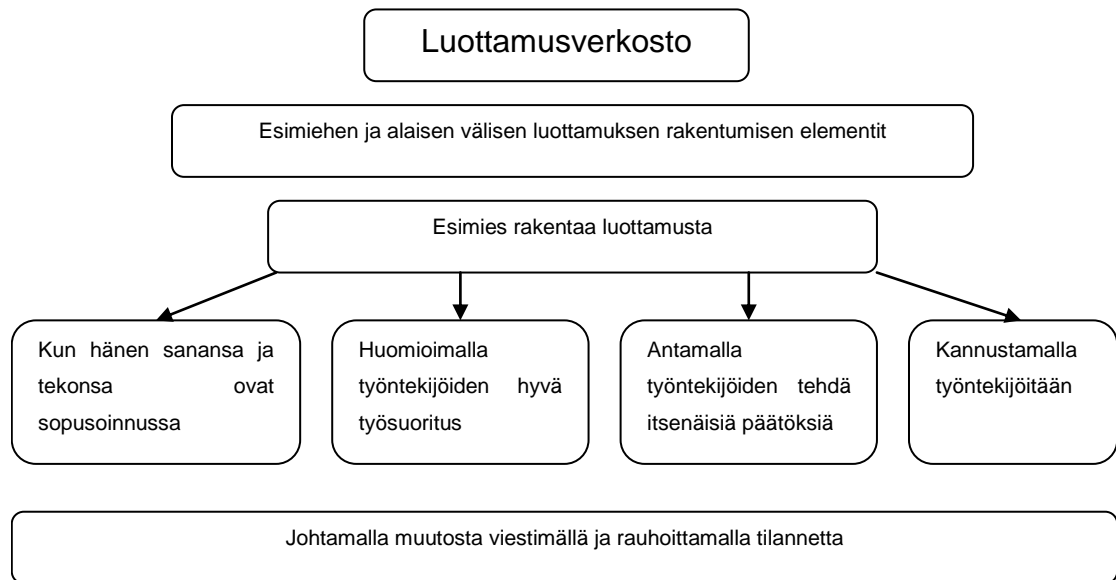 Luottamusverkosto
Esimiehen ja alaisen välisen luottamuksen rakentumisen elementit
Esimies rakentaa luottamusta
Kun hänen sanansa ja
tekonsa ovat
sopusoinnussa
Huomioimalla
työntekijöiden hyvä
työsuoritus
Antamalla
työntekijöiden tehdä
itsenäisiä päätöksiä
Kannustamalla
työntekijöitään
Johtamalla muutosta viestimällä ja rauhoittamalla tilannetta